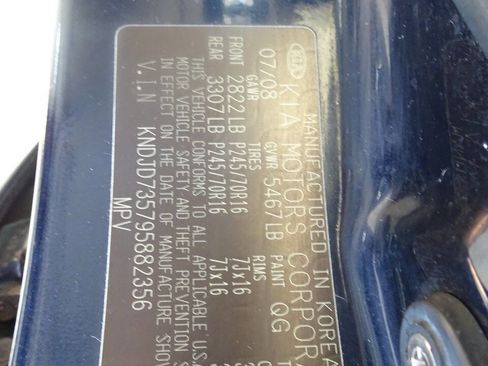 MANUFACTURED IN KOREA
KIA KIA MOTORS CORPORA
07/08 GVWR 5467LB PAINT QG
GAWR TIRES RIMS
FRONT 2822LB P245/70R16 7Jx16
REAR 3307LB P245/70R16 7Jx16
THIS VEHICLE CONFORMS TO ALL APPLICABLE U.S.
MOTOR VEHICLE SAFETY AND THEFT PREVENTION S
IN EFFECT ON THE DATE OF MANUFACTURE SHOW
V.I.N KNDJD735795882356
MPV